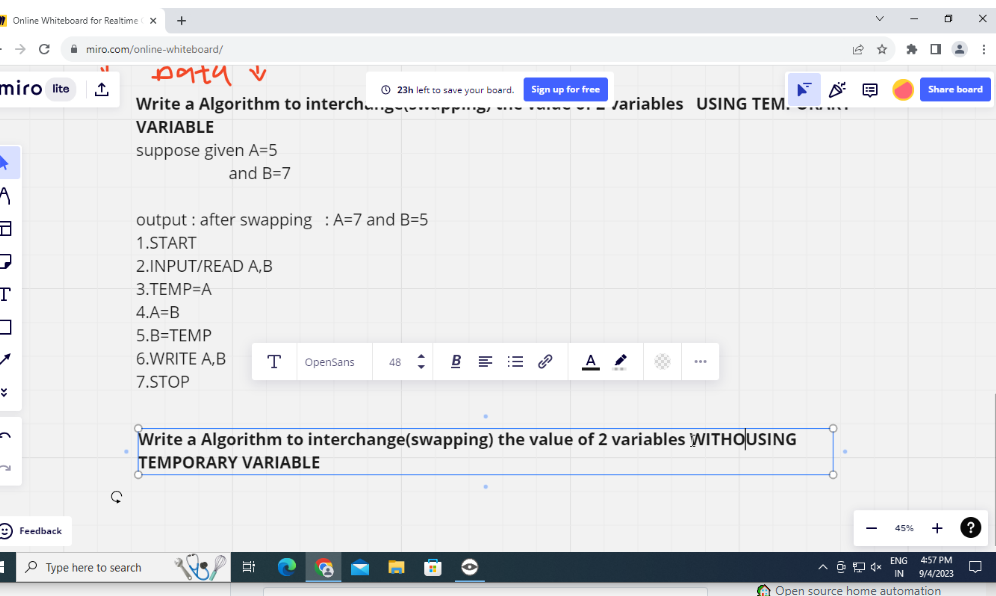 Online Whiteboard for Realtime
miro.com/online-whiteboard/
Data
miro lite
23h left to save your board. Sign up for free
Share board
Write a Algorithm to interchange(swapping) the value of 2 variables USING TEMPORARY
VARIABLE
suppose given A=5
and B=7
output : after swapping : A=7 and B=5
1.START
2.INPUT/READ A,B
3.TEMP=A
4.A=B
5.B=TEMP
6.WRITE A,B
7.STOP
OpenSans 48 B A
Write a Algorithm to interchange(swapping) the value of 2 variables WITHOUSING
TEMPORARY VARIABLE
Feedback
45%
Type here to search
ENG
IN
4:57 PM
9/4/2023
Open source home automation